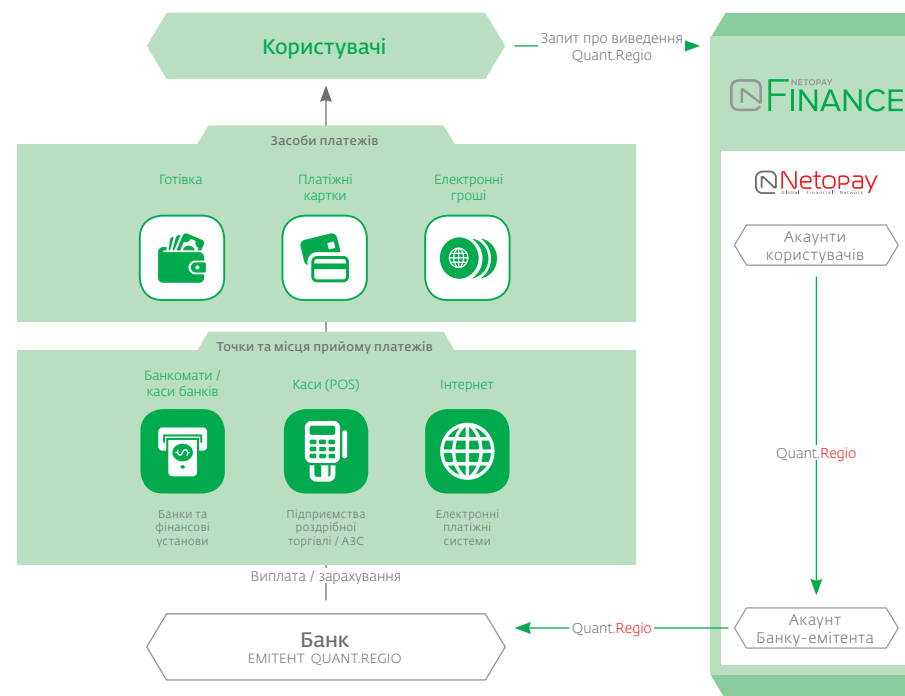 Користувачі
Запит про виведення
Quant.Regio
NETOPAY
FINANCE
Засоби платежів
Готівка
Платіжні
картки
Електронні
гроші
Netopay
Global Financial Network
Акаунти
користувачів
Точки та місця прийому платежів
Банкомати /
каси банків
Каси (POS)
Інтернет
Банки та
фінансові
установи
Підприємства
роздрібної
торгівлі / АЗС
Електронні
платіжні
системи
Quant.Regio
Виплата / зарахування
Банк
ЕМІТЕНТ QUANT.REGIO
Quant.Regio
Акаунт
Банку-емітента